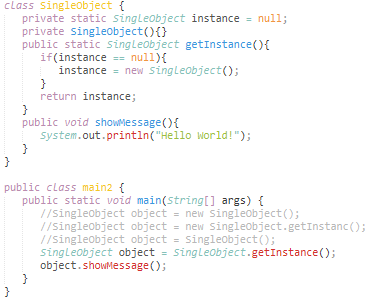 class SingleObject {
private static SingleObject instance = null;
private SingleObject(){}
public static SingleObject getInstance(){
if(instance == null){
instance = new SingleObject();
}
return instance;
}
public void showMessage(){
System.out.println("Hello World!");
}
}
public class main2 {
public static void main(String[] args) {
//SingleObject object = new SingleObject();
//SingleObject object = new SingleObject.getInstanc();
//SingleObject object = SingleObject();
SingleObject object = SingleObject.getInstance();
object.showMessage();
}
}